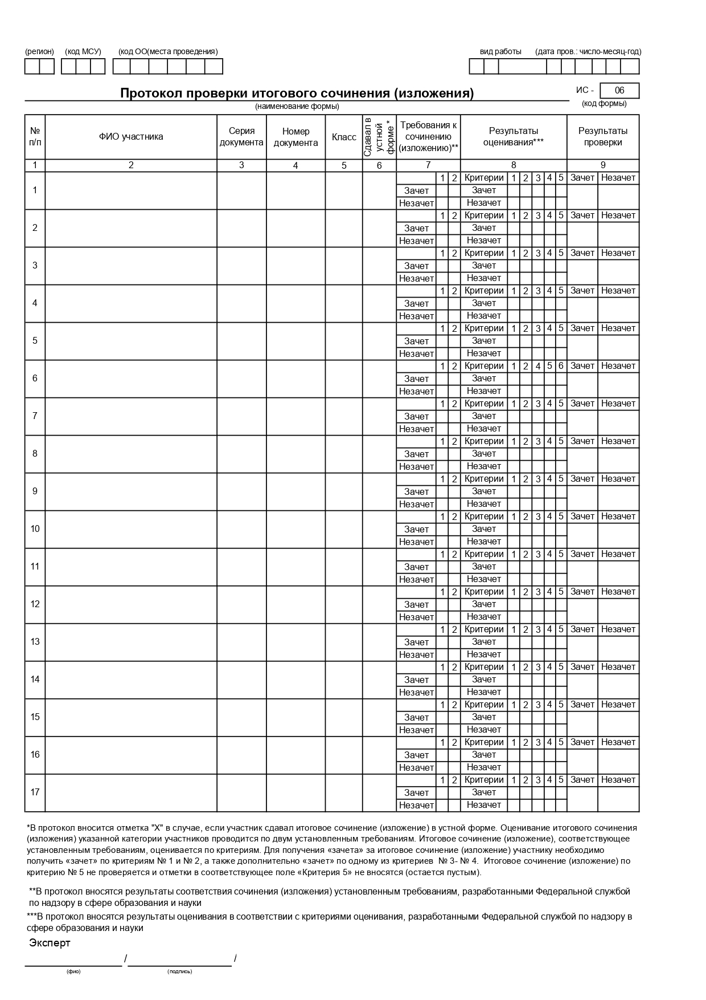 (регион) (код МСУ) (код ОО(места проведения) вид работы (дата пров.: число-месяц-год)
Протокол проверки итогового сочинения (изложения) ИС - 06
(наименование формы) (код формы)
№ п/п ФИО участника Серия документа Номер документа Класс Сдавал в устной форме * Требования к сочинению (изложению)** Результаты оценивания*** Результаты проверки
1 2 3 4 5 6 7 8 9
1 2 Критерии 1 2 3 4 5 Зачет Незачет
1 Зачет Зачет
Незачет Незачет
1 2 Критерии 1 2 3 4 5 Зачет Незачет
2 Зачет Зачет
Незачет Незачет
1 2 Критерии 1 2 3 4 5 Зачет Незачет
3 Зачет Зачет
Незачет Незачет
1 2 Критерии 1 2 3 4 5 Зачет Незачет
4 Зачет Зачет
Незачет Незачет
1 2 Критерии 1 2 3 4 5 Зачет Незачет
5 Зачет Зачет
Незачет Незачет
1 2 Критерии 1 2 4 5 6 Зачет Незачет
6 Зачет Зачет
Незачет Незачет
1 2 Критерии 1 2 3 4 5 Зачет Незачет
7 Зачет Зачет
Незачет Незачет
1 2 Критерии 1 2 3 4 5 Зачет Незачет
8 Зачет Зачет
Незачет Незачет
1 2 Критерии 1 2 3 4 5 Зачет Незачет
9 Зачет Зачет
Незачет Незачет
1 2 Критерии 1 2 3 4 5 Зачет Незачет
10 Зачет Зачет
Незачет Незачет
1 2 Критерии 1 2 3 4 5 Зачет Незачет
11 Зачет Зачет
Незачет Незачет
1 2 Критерии 1 2 3 4 5 Зачет Незачет
12 Зачет Зачет
Незачет Незачет
1 2 Критерии 1 2 3 4 5 Зачет Незачет
13 Зачет Зачет
Незачет Незачет
1 2 Критерии 1 2 3 4 5 Зачет Незачет
14 Зачет Зачет
Незачет Незачет
1 2 Критерии 1 2 3 4 5 Зачет Незачет
15 Зачет Зачет
Незачет Незачет
1 2 Критерии 1 2 3 4 5 Зачет Незачет
16 Зачет Зачет
Незачет Незачет
1 2 Критерии 1 2 3 4 5 Зачет Незачет
17 Зачет Зачет
Незачет Незачет
*В протокол вносится отметка "X" в случае, если участник сдавал итоговое сочинение (изложение) в устной форме. Оценивание итогового сочинения
(изложения) указанной категории участников проводится по двум установленным требованиям. Итоговое сочинение (изложение), соответствующее
установленным требованиям, оценивается по критериям. Для получения «зачета» за итоговое сочинение (изложение) участнику необходимо
получить «зачет» по критериям № 1 и № 2, а также дополнительно «зачет» по одному из критериев № 3- № 4. Итоговое сочинение (изложение) по
критерию № 5 не проверяется и отметки в соответствующее поле «Критерия 5» не вносятся (остается пустым).
**В протокол вносятся результаты соответствия сочинения (изложения) установленным требованиям, разработанными Федеральной службой
по надзору в сфере образования и науки
***В протокол вносятся результаты оценивания в соответствии с критериями оценивания, разработанными Федеральной службой по надзору в
сфере образования и науки
Эксперт
/ /
(фио) (подпись)